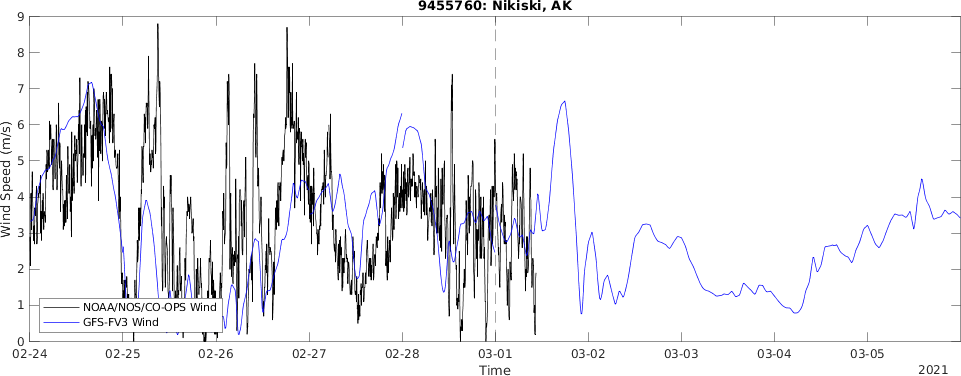 9455760: Nikiski, AK
Wind Speed (m/s)
9
8
7
6
5
4
3
2
1
0
NOAA/NOS/CO-OPS Wind
GFS-FV3 Wind
02-24 02-25 02-26 02-27 02-28 03-01 03-02 03-03 03-04 03-05
Time
2021